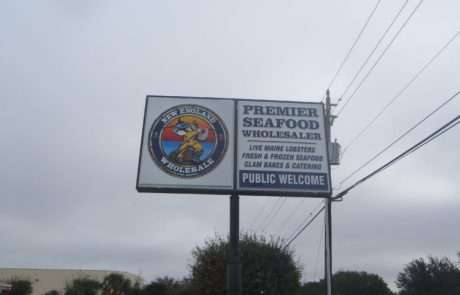 NEW ENGLAND
WHOLESALE
PREMIER
SEAFOOD
WHOLESALER
LIVE MAINE LOBSTERS
FRESH & FROZEN SEAFOOD
CLAM BAKES & CATERING
PUBLIC WELCOME